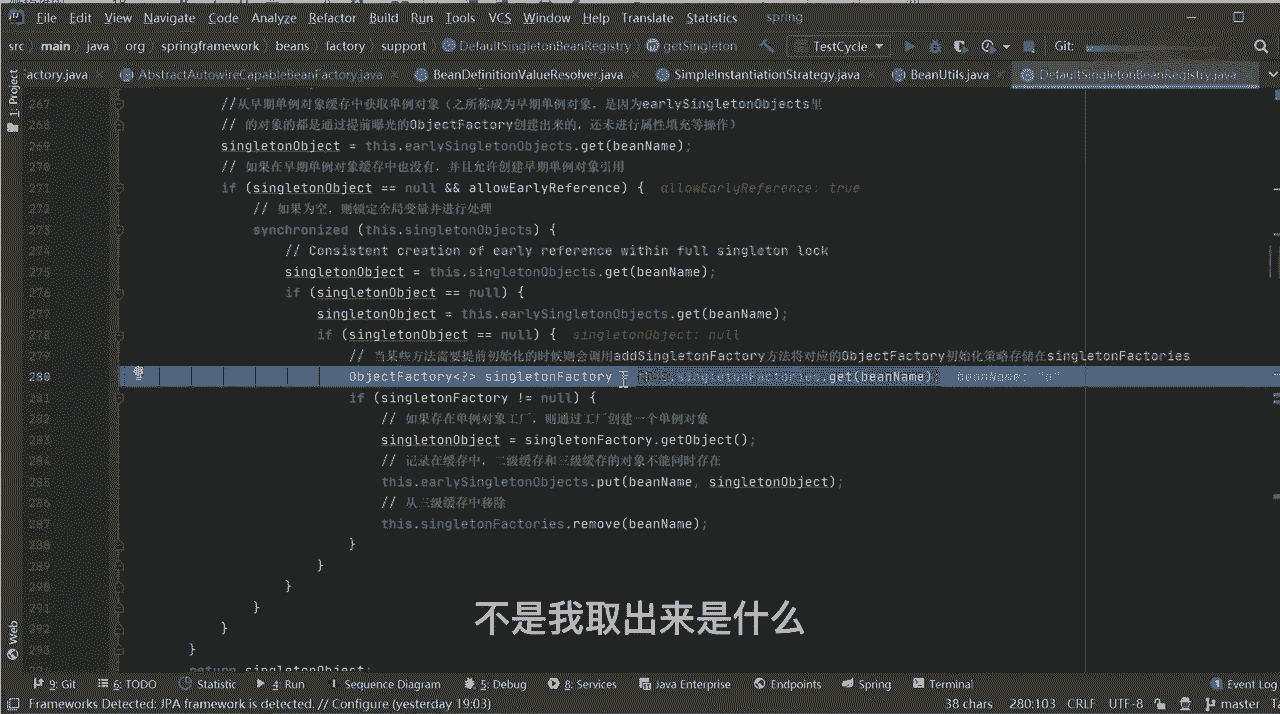 File Edit View Navigate Code Analyze Refactor Build Run Tools VCS Window Help Translate Statistics spring
src main java org springframework beans factory support DefaultSingletonBeanRegistry getSingleton TestCycle Git:
actory.java AbstractAutowireCapableBeanFactory.java BeanDefinitionValueResolver.java SimpleInstantiationStrategy.java BeanUtils.java DefaultSingletonBeanRegistry.java
1: Project
267 //从早期单例对象缓存中获取单例对象（之所称成为早期单例对象，是因为earlySingletonObjects里
268 // 的对象的都是通过提前曝光的ObjectFactory创建出来的，还未进行属性填充等操作）
269 singletonObject = this.earlySingletonObjects.get(beanName);
270 // 如果在早期单例对象缓存中也没有，并且允许创建早期单例对象引用
271 if (singletonObject == null && allowEarlyReference) { allowEarlyReference: true
272 // 如果为空，则锁定全局变量并进行处理
273 synchronized (this.singletonObjects) {
274 // Consistent creation of early reference within full singleton lock
275 singletonObject = this.singletonObjects.get(beanName);
276 if (singletonObject == null) {
277 singletonObject = this.earlySingletonObjects.get(beanName);
278 if (singletonObject == null) { singletonObject: null
279 // 当某些方法需要提前初始化的时候则会调用addSingletonFactory方法将对应的ObjectFactory初始化策略存储在singletonFactories
280 ObjectFactory<?> singletonFactory = this.singletonFactories.get(beanName); beanName: "a"
281 if (singletonFactory != null) {
282 // 如果存在单例对象工厂，则通过工厂创建一个单例对象
283 singletonObject = singletonFactory.getObject();
284 // 记录在缓存中，二级缓存和三级缓存的对象不能同时存在
285 this.earlySingletonObjects.put(beanName, singletonObject);
286 // 从三级缓存中移除
287 this.singletonFactories.remove(beanName);
288 }
289 }
290 }
291 }
292 }
293 }
return singletonObject;
不是我取出来是什么
Web
9: Git 6: TODO Statistic 4: Run Sequence Diagram 5: Debug 8: Services Java Enterprise Endpoints Spring Terminal 1 Event Log
Frameworks Detected: JPA framework is detected. // Configure (yesterday 19:03) 38 chars 280:103 CRLF UTF-8 master